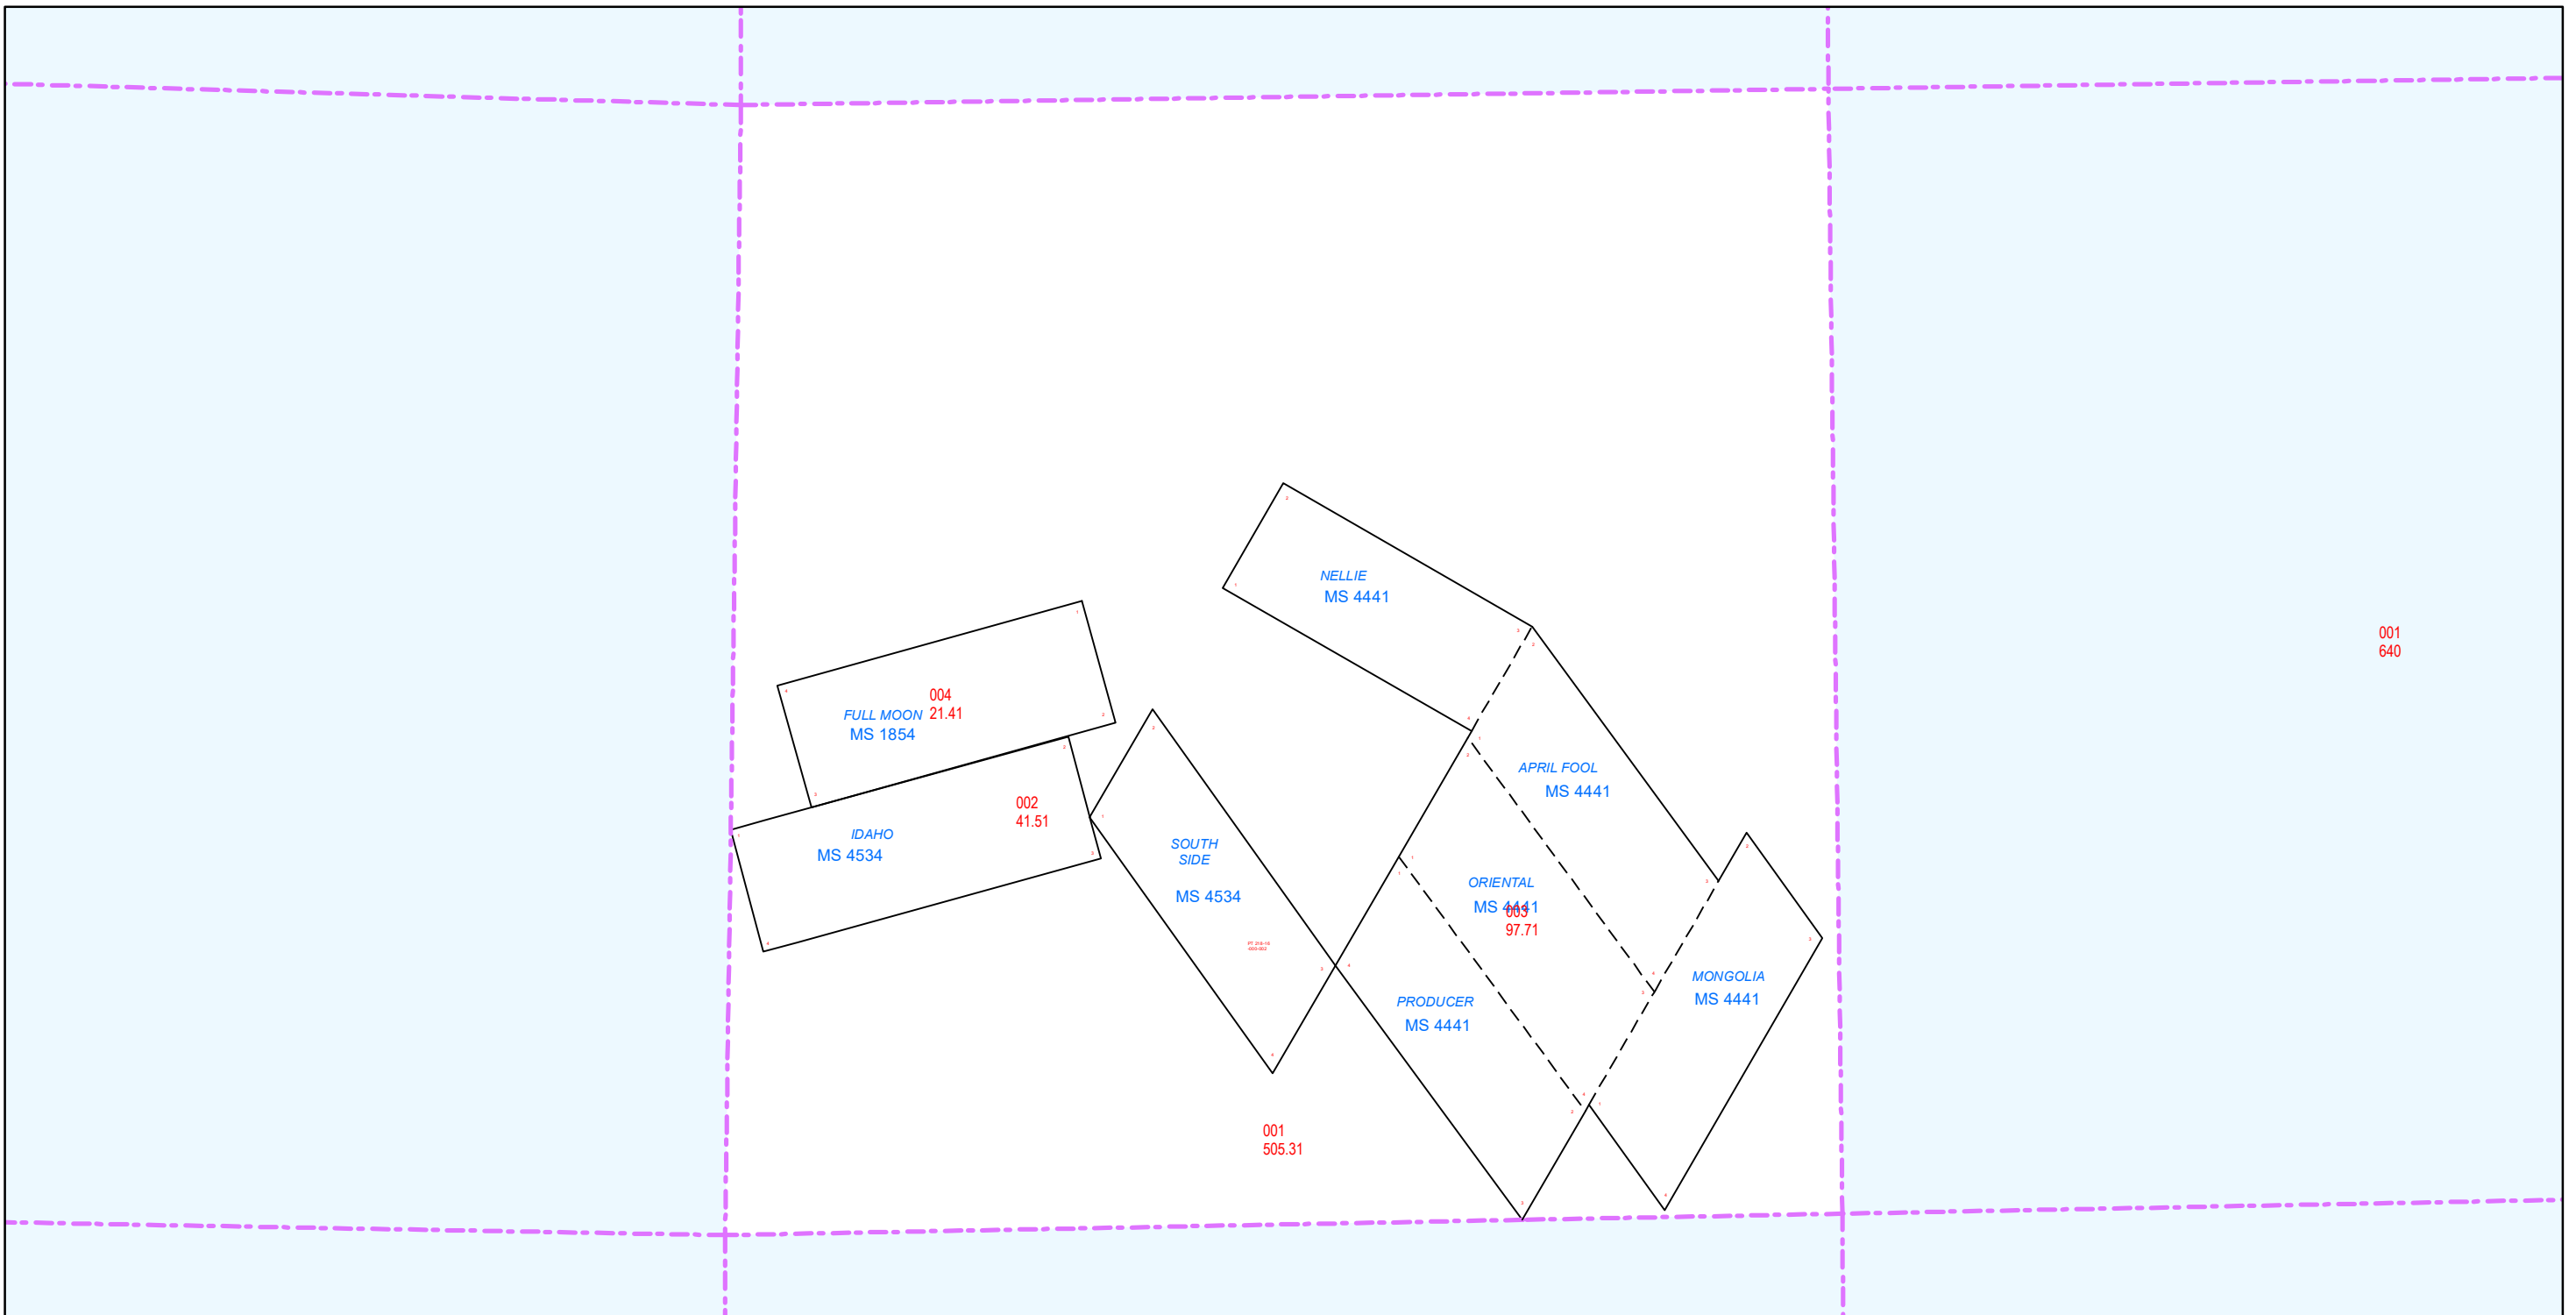 NELLIE
MS 4441
001
640
004
21.41
FULL MOON
MS 1854
APRIL FOOL
MS 4441
002
41.51
IDAHO
MS 4534
SOUTH
SIDE
MS 4534
ORIENTAL
MS 4441
003
97.71
MONGOLIA
MS 4441
PRODUCER
MS 4441
001
505.31